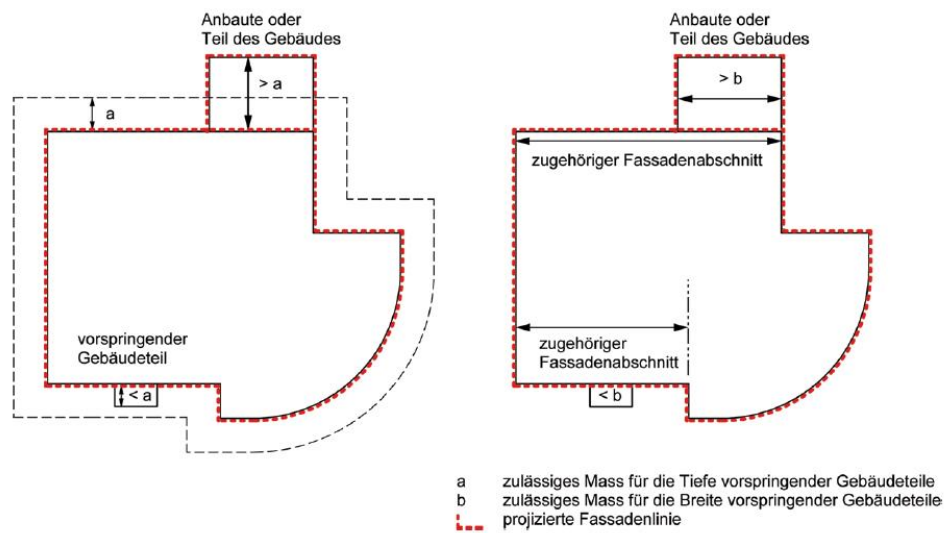 Anbaute oder
Teil des Gebäudes
> a
a
vorspringender
Gebäudeteil
< a
Anbaute oder
Teil des Gebäudes
> b
zugehöriger Fassadenabschnitt
zugehöriger
Fassadenabschnitt
< b
a zulässiges Mass für die Tiefe vorspringender Gebäudeteile
b zulässiges Mass für die Breite vorspringender Gebäudeteile
projizierte Fassadenlinie